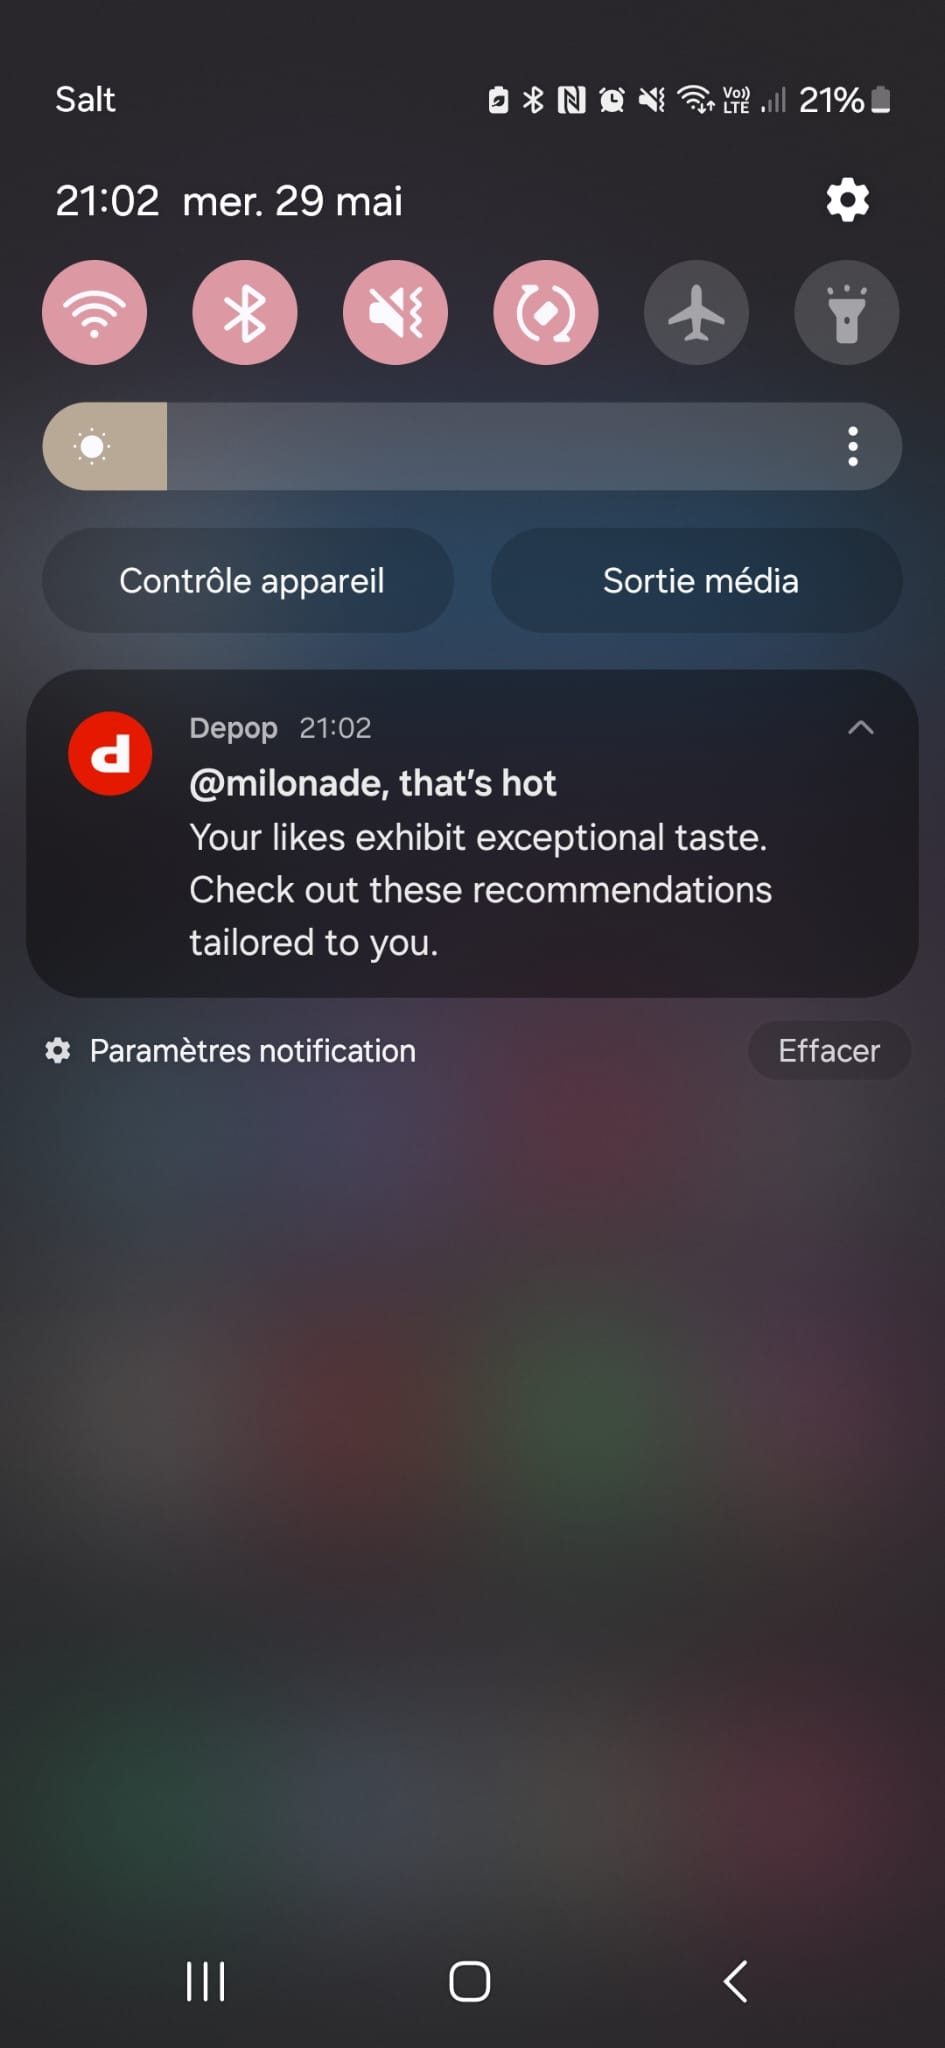 Salt
Vo)) LTE 21%
21:02 mer. 29 mai
Contrôle appareil
Sortie média
Depop 21:02
@milonade, that's hot
Your likes exhibit exceptional taste.
Check out these recommendations
tailored to you.
Paramètres notification
Effacer